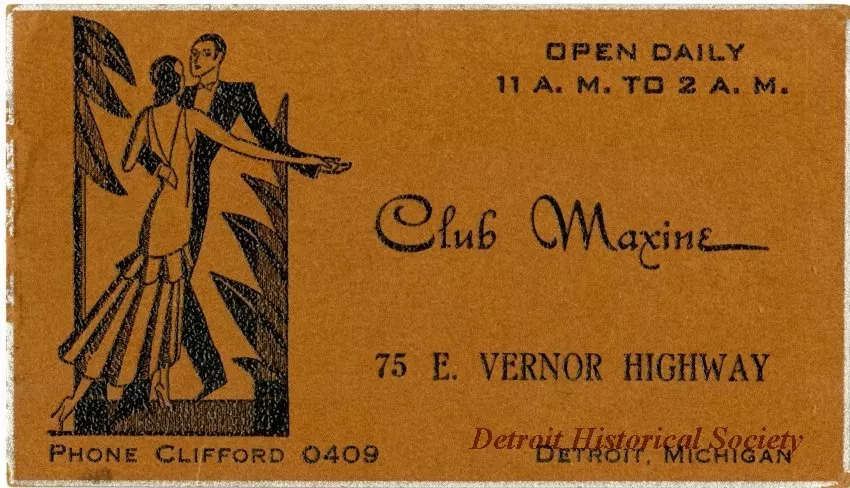 OPEN DAILY
11 A. M. TO 2 A. M.
Club Maxine
75 E. VERNOR HIGHWAY
PHONE CLIFFORD 0409
DETROIT, MICHIGAN
Detroit Historical Society